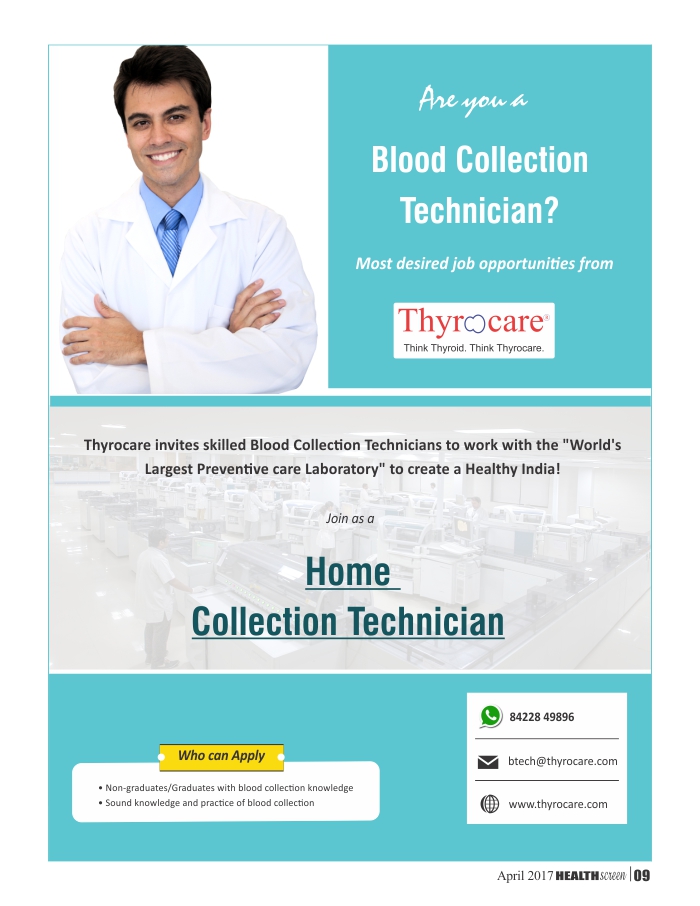 Are you a
Blood Collection
Technician?
Most desired job opportunities from
Thyrocare®
Think Thyroid. Think Thyrocare.
Thyrocare invites skilled Blood Collection Technicians to work with the "World's
Largest Preventive care Laboratory" to create a Healthy India!
Join as a
Home
Collection Technician
Who can Apply
• Non-graduates/Graduates with blood collection knowledge
• Sound knowledge and practice of blood collection
84228 49896
btech@thyrocare.com
www.thyrocare.com
April 2017 HEALTHscreen | 09